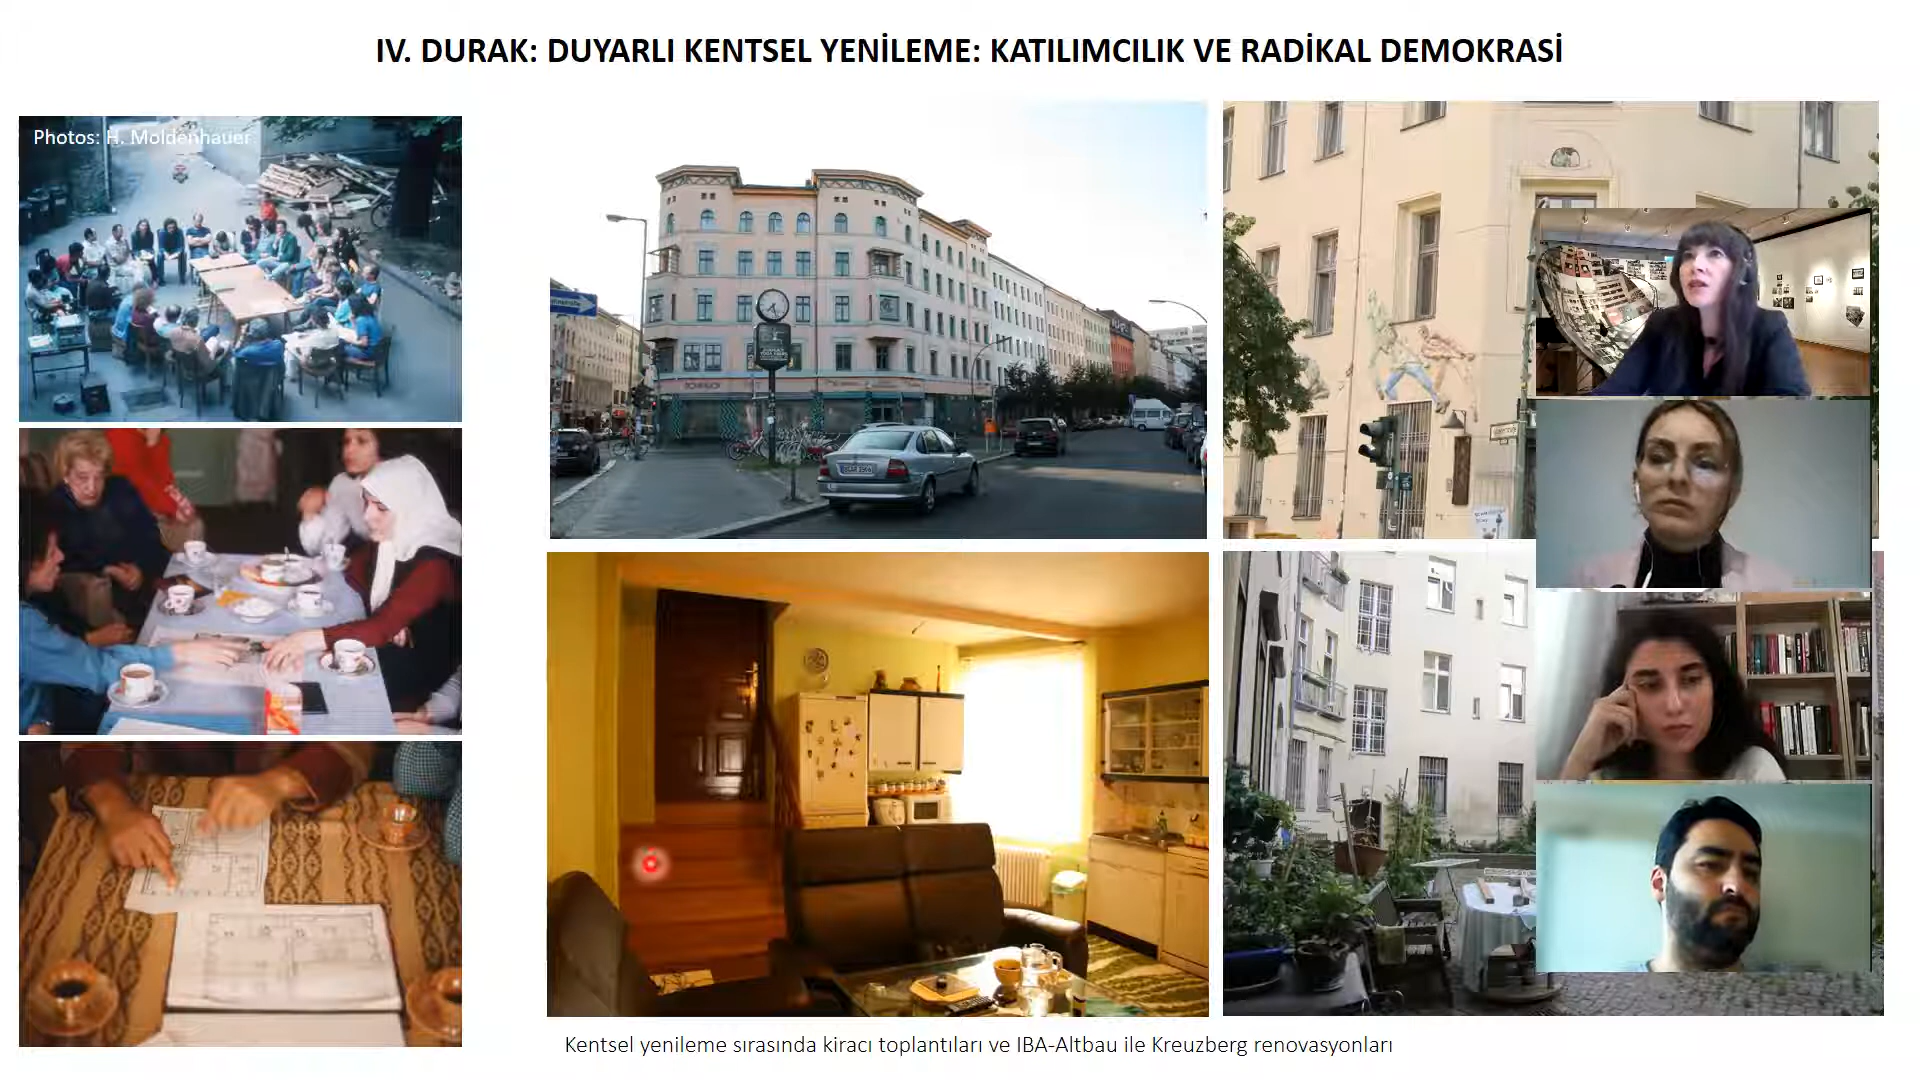 IV. DURAK: DUYARLI KENTSEL YENİLEME: KATILIMCILIK VE RADİKAL DEMOKRASİ
Photos: H. Moldenhauer
Kentsel yenileme sırasında kiracı toplantıları ve IBA-Altbau ile Kreuzberg renovasyonları